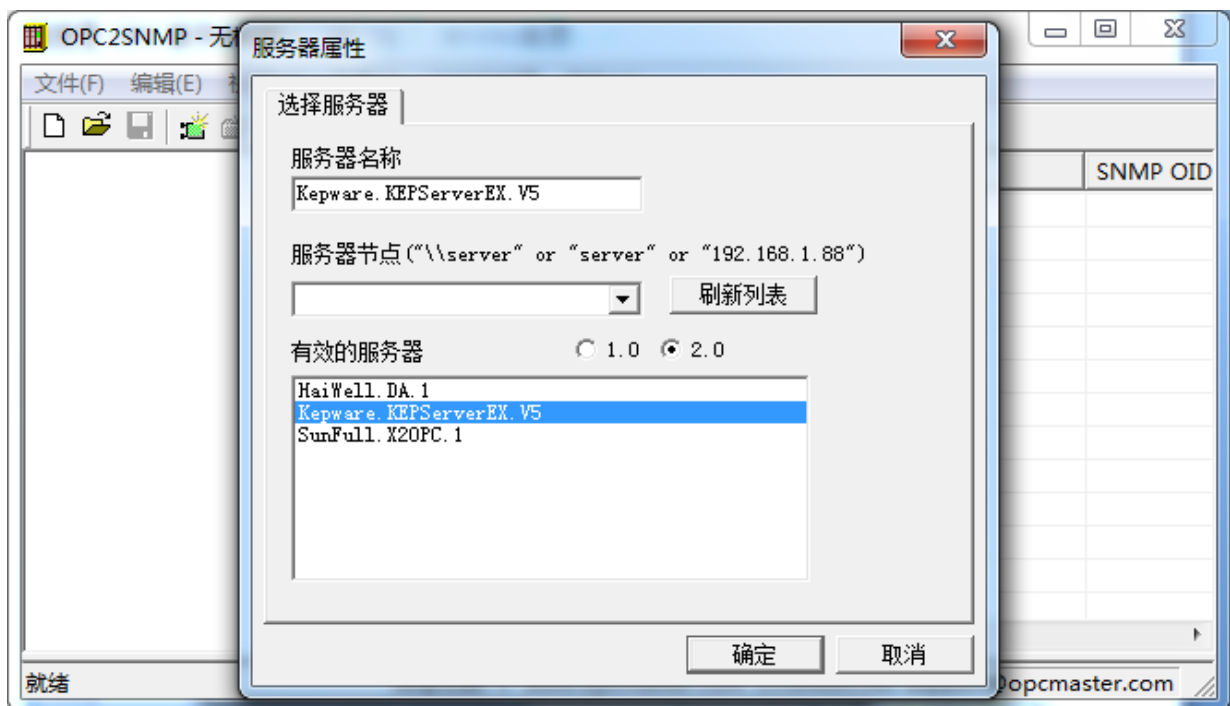 OPC2SNMP - 无
服务器属性
文件(F) 编辑(E)
选择服务器
服务器名称
Kepware.KEPServerEX.V5
SNMP OID
服务器节点("\\server" or "server" or "192.168.1.88")
刷新列表
有效的服务器 1.0 2.0
HaiWell.DA.1
Kepware.KEPServerEX.V5
SunFull.X2OPC.1
确定 取消
就绪 opcmaster.com